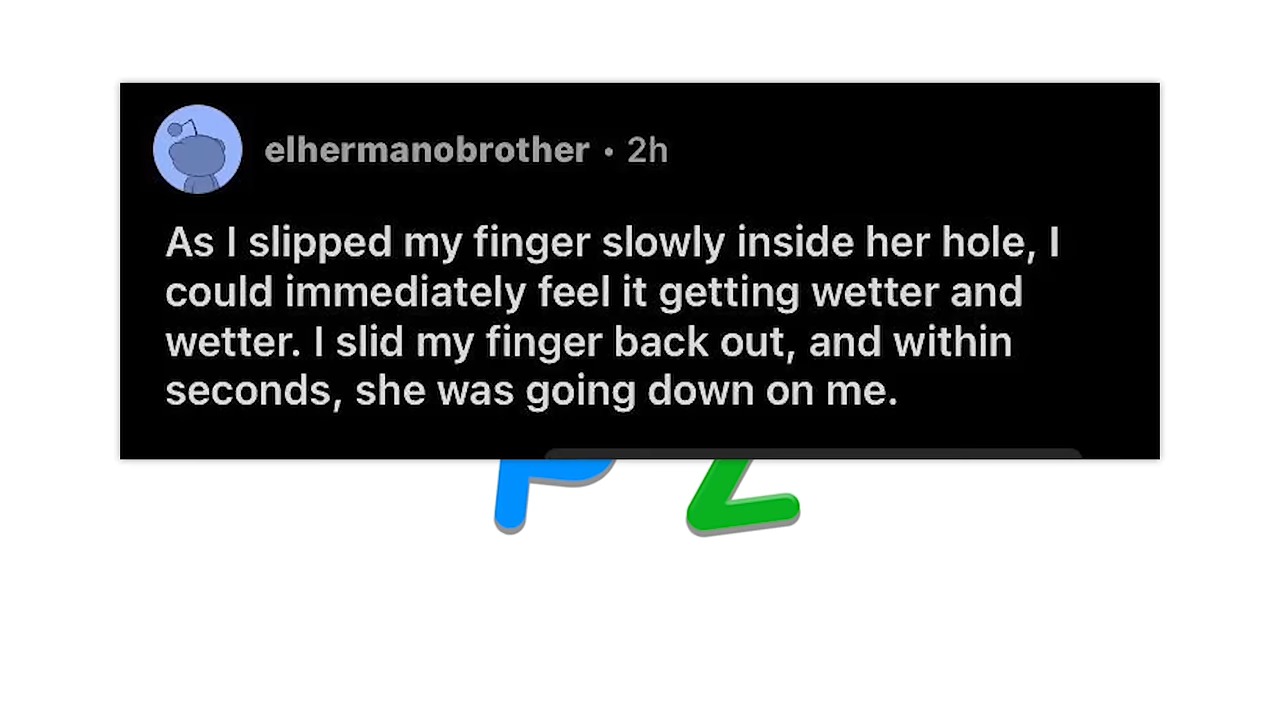 elhermanobrother • 2h
As I slipped my finger slowly inside her hole, I
could immediately feel it getting wetter and
wetter. I slid my finger back out, and within
seconds, she was going down on me.